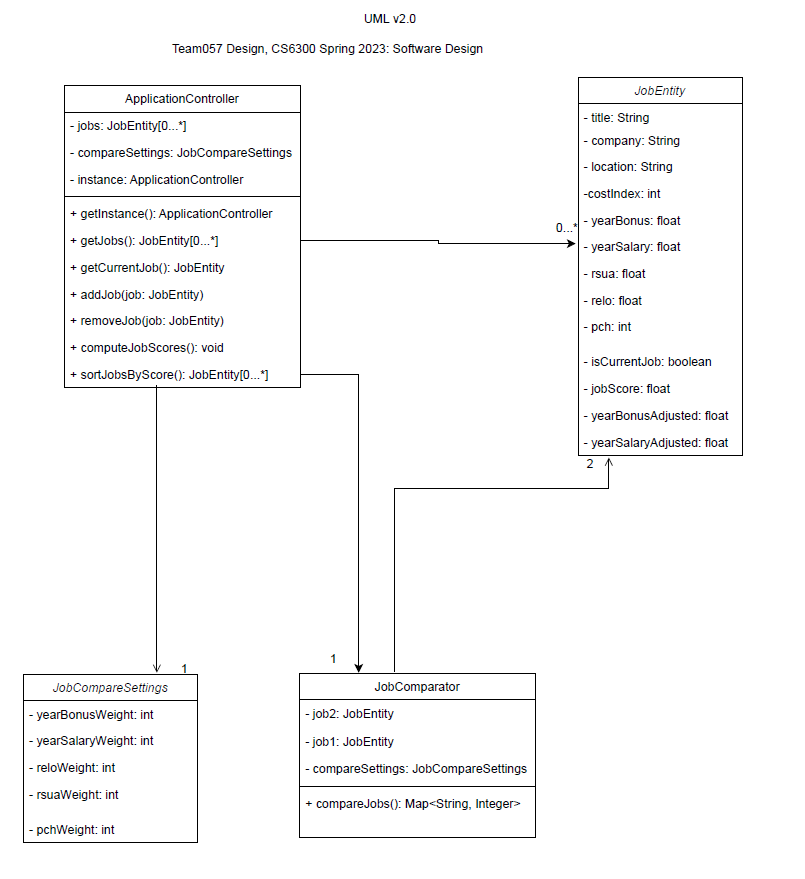 UML v2.0
Team057 Design, CS6300 Spring 2023: Software Design
ApplicationController
- jobs: JobEntity[0...*]
- compareSettings: JobCompareSettings
- instance: ApplicationController
+ getInstance(): ApplicationController
+ getJobs(): JobEntity[0...*]
+ getCurrentJob(): JobEntity
+ addJob(job: JobEntity)
+ removeJob(job: JobEntity)
+ computeJobScores(): void
+ sortJobsByScore(): JobEntity[0...*]
0...*
JobEntity
- title: String
- company: String
- location: String
-costIndex: int
- yearBonus: float
- yearSalary: float
- rsua: float
- relo: float
- pch: int
- isCurrentJob: boolean
- jobScore: float
- yearBonusAdjusted: float
- yearSalaryAdjusted: float
2
1
JobCompareSettings
- yearBonusWeight: int
- yearSalaryWeight: int
- reloWeight: int
- rsuaWeight: int
- pchWeight: int
1
JobComparator
- job2: JobEntity
- job1: JobEntity
- compareSettings: JobCompareSettings
+ compareJobs(): Map<String, Integer>